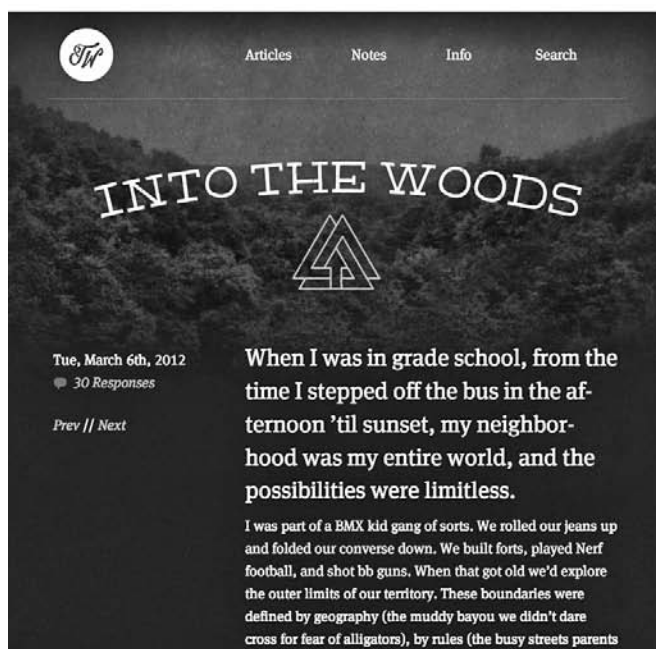 TW
Articles Notes Info Search
INTO THE WOODS
Tue, March 6th, 2012
30 Responses
Prev // Next
When I was in grade school, from the
time I stepped off the bus in the af-
ternoon ’til sunset, my neighbor-
hood was my entire world, and the
possibilities were limitless.
I was part of a BMX kid gang of sorts. We rolled our jeans up
and folded our converse down. We built forts, played Nerf
football, and shot bb guns. When that got old we’d explore
the outer limits of our territory. These boundaries were
defined by geography (the muddy bayou we didn’t dare
cross for fear of alligators), by rules (the busy streets parents